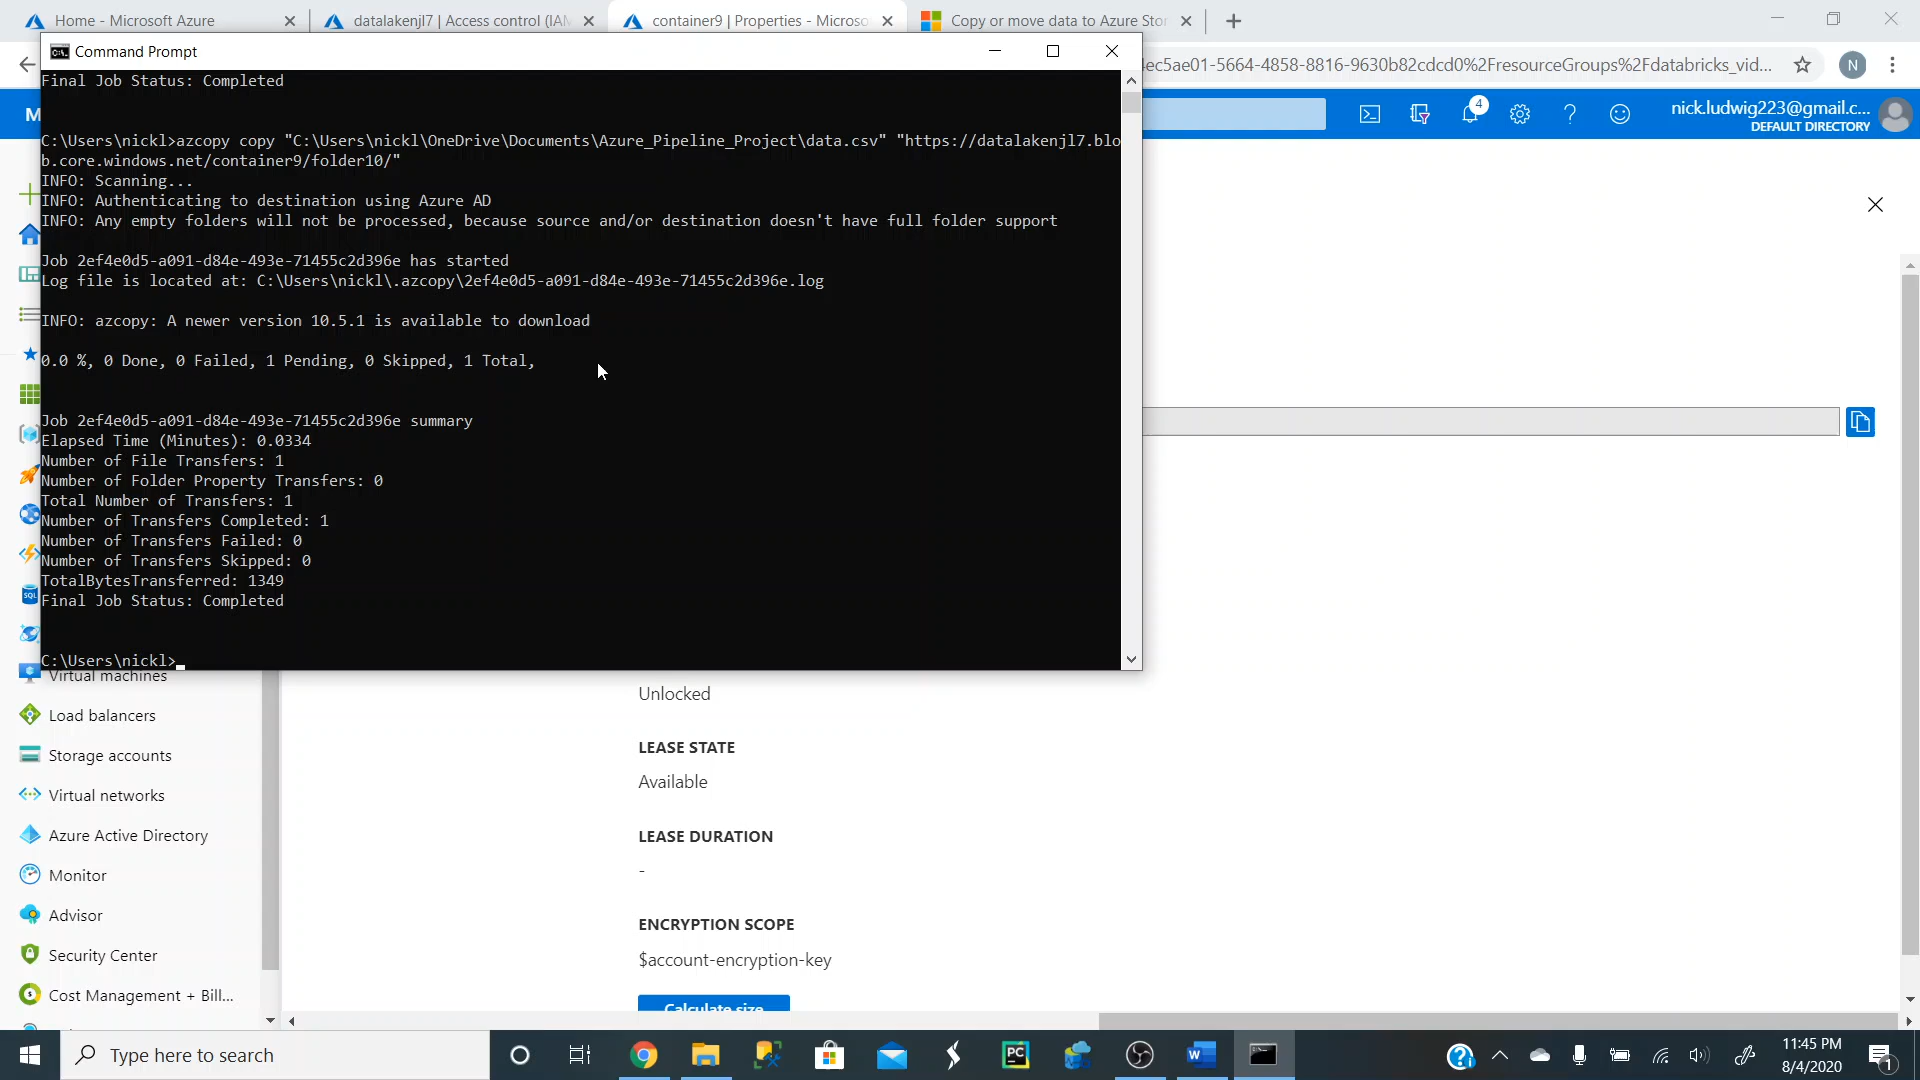 Home - Microsoft Azure
datalakenjl7 | Access control (IAM
container9 | Properties - Microso
Copy or move data to Azure Stor
Command Prompt
4ec5ae01-5664-4858-8816-9630b82cdcd0%2FresourceGroups%2Fdatabricks_vid...
N
M
4
nick.ludwig223@gmail.c...
DEFAULT DIRECTORY
Final Job Status: Completed
C:\Users\nickl>azcopy copy "C:\Users\nickl\OneDrive\Documents\Azure_Pipeline_Project\data.csv" "https://datalakenjl7.blo
b.core.windows.net/container9/folder10/"
INFO: Scanning...
INFO: Authenticating to destination using Azure AD
INFO: Any empty folders will not be processed, because source and/or destination doesn't have full folder support
Job 2ef4e0d5-a091-d84e-493e-71455c2d396e has started
Log file is located at: C:\Users\nickl\.azcopy\2ef4e0d5-a091-d84e-493e-71455c2d396e.log
INFO: azcopy: A newer version 10.5.1 is available to download
0.0 %, 0 Done, 0 Failed, 1 Pending, 0 Skipped, 1 Total,
Job 2ef4e0d5-a091-d84e-493e-71455c2d396e summary
Elapsed Time (Minutes): 0.0334
Number of File Transfers: 1
Number of Folder Property Transfers: 0
Total Number of Transfers: 1
Number of Transfers Completed: 1
Number of Transfers Failed: 0
Number of Transfers Skipped: 0
TotalBytesTransferred: 1349
Final Job Status: Completed
C:\Users\nickl>
SQL
Virtual machines
Load balancers
Storage accounts
Virtual networks
Azure Active Directory
Monitor
Advisor
Security Center
Cost Management + Bill...
Unlocked
LEASE STATE
Available
LEASE DURATION
-
ENCRYPTION SCOPE
$account-encryption-key
Calculate size
Type here to search
PC
W
11:45 PM
8/4/2020
1